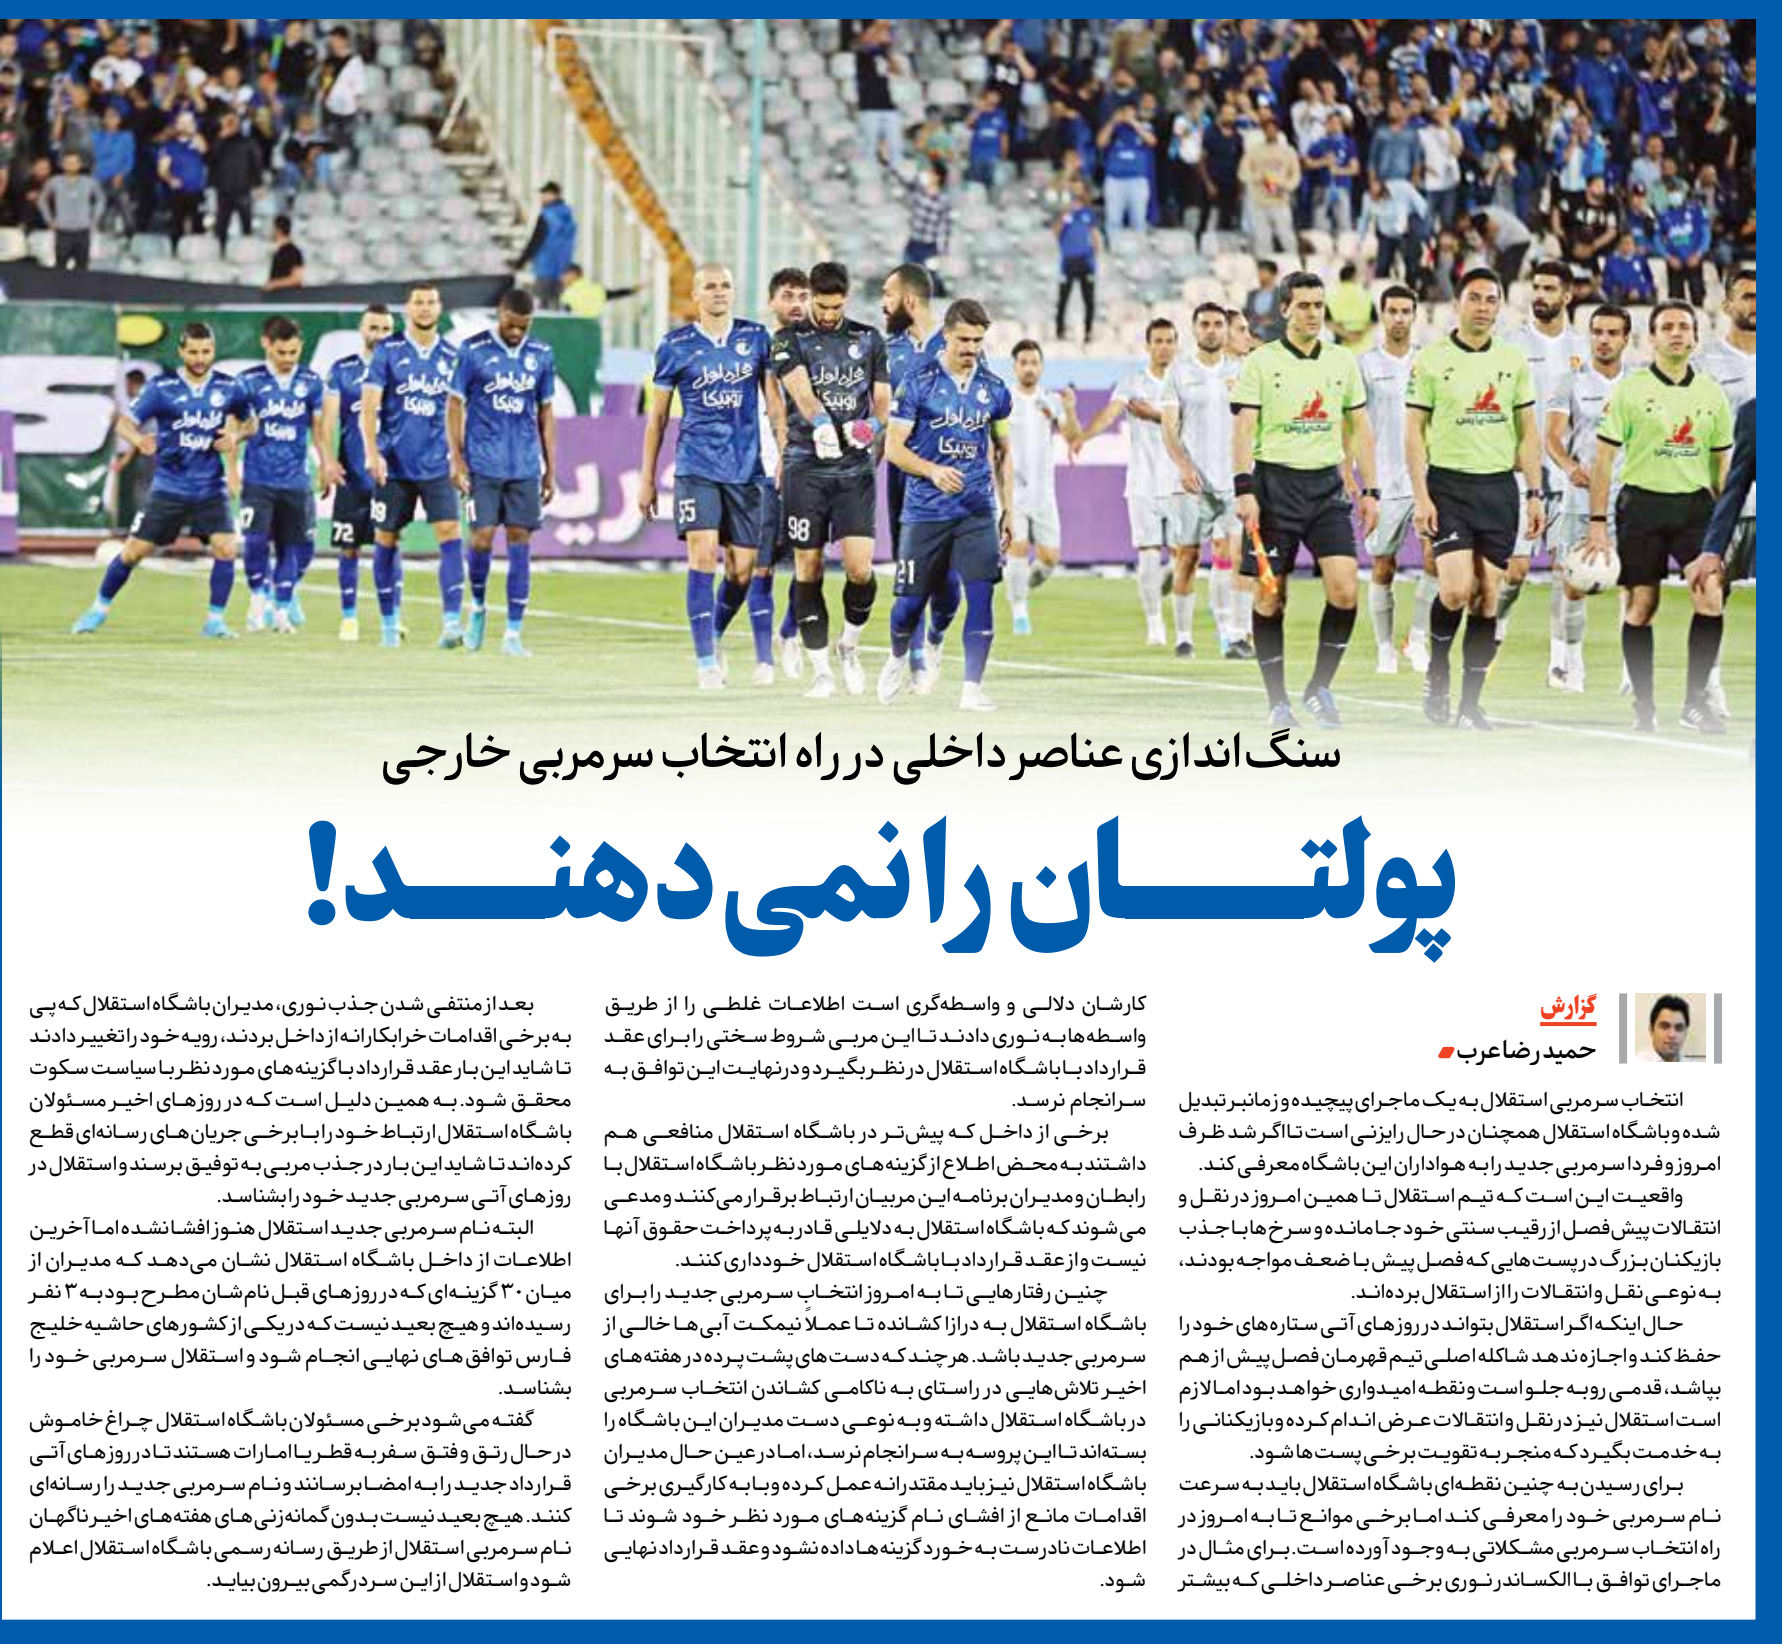 همراه اول
روبیکا
همراه اول
روبیکا
همراه اول
روبیکا
همراه اول
روبیکا
همراه اول
روبیکا
همراه اول
روبیکا
همراه اول
روبیکا
55
98
21
72
سنگ‌اندازی عناصر داخلی در راه انتخاب سرمربی خارجی
پولتان را نمی‌دهند!
گزارش
حمیدرضا عرب
انتخاب سرمربی استقلال به یک ماجرای پیچیده و زمانبر تبدیل
شده و باشگاه استقلال همچنان در حال رایزنی است تا اگر شد ظرف
امروز و فردا سرمربی جدید را به هواداران این باشگاه معرفی کند.
واقعیت این است که تیم استقلال تا همین امروز در نقل و
انتقالات پیش‌فصل از رقیب سنتی خود جا مانده و سرخ‌ها با جذب
بازیکنان بزرگ در پست‌هایی که فصل پیش با ضعف مواجه بودند،
به نوعی نقل و انتقالات را از استقلال برده‌اند.
حال اینکه اگر استقلال بتواند در روزهای آتی ستاره‌های خود را
حفظ کند و اجازه ندهد شاکله اصلی تیم قهرمان فصل پیش از هم
بپاشد، قدمی رو به جلو است و نقطه امیدواری خواهد بود اما لازم
است استقلال نیز در نقل و انتقالات عرض اندام کرده و بازیکنانی را
به خدمت بگیرد که منجر به تقویت برخی پست‌ها شود.
برای رسیدن به چنین نقطه‌ای باشگاه استقلال باید به سرعت
نام سرمربی خود را معرفی کند اما برخی موانع تا به امروز در
راه انتخاب سرمربی مشکلاتی به وجود آورده است. برای مثال در
ماجرای توافق با الکساندر نوری برخی عناصر داخلی که بیشتر
کارشان دلالی و واسطه‌گری است اطلاعات غلطی را از طریق
واسطه‌ها به نوری دادند تا این مربی شروط سختی را برای عقد
قرارداد با باشگاه استقلال در نظر بگیرد و درنهایت این توافق به
سرانجام نرسد.
برخی از داخل که پیش‌تر در باشگاه استقلال منافعی هم
داشتند به محض اطلاع از گزینه‌های مورد نظر باشگاه استقلال با
رابطان و مدیران برنامه این مربیان ارتباط برقرار می‌کنند و مدعی
می‌شوند که باشگاه استقلال به دلایلی قادر به پرداخت حقوق آنها
نیست و از عقد قرارداد با باشگاه استقلال خودداری کنند.
چنین رفتارهایی تا به امروز انتخاب سرمربی جدید را برای
باشگاه استقلال به درازا کشانده تا عملاً نیمکت آبی‌ها خالی از
سرمربی جدید باشد. هر چند که دست‌های پشت پرده در هفته‌های
اخیر تلاش‌هایی در راستای به ناکامی کشاندن انتخاب سرمربی
در باشگاه استقلال داشته و به نوعی دست مدیران این باشگاه را
بسته‌اند تا این پروسه به سرانجام نرسد، اما در عین حال مدیران
باشگاه استقلال نیز باید مقتدرانه عمل کرده و با به کارگیری برخی
اقدامات مانع از افشای نام گزینه‌های مورد نظر خود شوند تا
اطلاعات نادرست به خورد گزینه‌ها داده نشود و عقد قرارداد نهایی
شود.
بعد از منتفی شدن جذب نوری، مدیران باشگاه استقلال که پی
به برخی اقدامات خرابکارانه از داخل بردند، رویه خود را تغییر دادند
تا شاید این بار عقد قرارداد با گزینه‌های مورد نظر با سیاست سکوت
محقق شود. به همین دلیل است که در روزهای اخیر مسئولان
باشگاه استقلال ارتباط خود را با برخی جریان‌های رسانه‌ای قطع
کرده‌اند تا شاید این بار در جذب مربی به توفیق برسند و استقلال در
روزهای آتی سرمربی جدید خود را بشناسد.
البته نام سرمربی جدید استقلال هنوز افشا نشده اما آخرین
اطلاعات از داخل باشگاه استقلال نشان می‌دهد که مدیران از
میان ۳۰ گزینه‌ای که در روزهای قبل نام‌شان مطرح بود به ۳ نفر
رسیده‌اند و هیچ بعید نیست که در یکی از کشورهای حاشیه خلیج
فارس توافق‌های نهایی انجام شود و استقلال سرمربی خود را
بشناسد.
گفته می‌شود برخی مسئولان باشگاه استقلال چراغ خاموش
در حال رتق و فتق سفر به قطر یا امارات هستند تا در روزهای آتی
قرارداد جدید را به امضا برسانند و نام سرمربی جدید را رسانه‌ای
کنند. هیچ بعید نیست بدون گمانه‌زنی‌های هفته‌های اخیر ناگهان
نام سرمربی استقلال از طریق رسانه رسمی باشگاه استقلال اعلام
شود و استقلال از این سردرگمی بیرون بیاید.